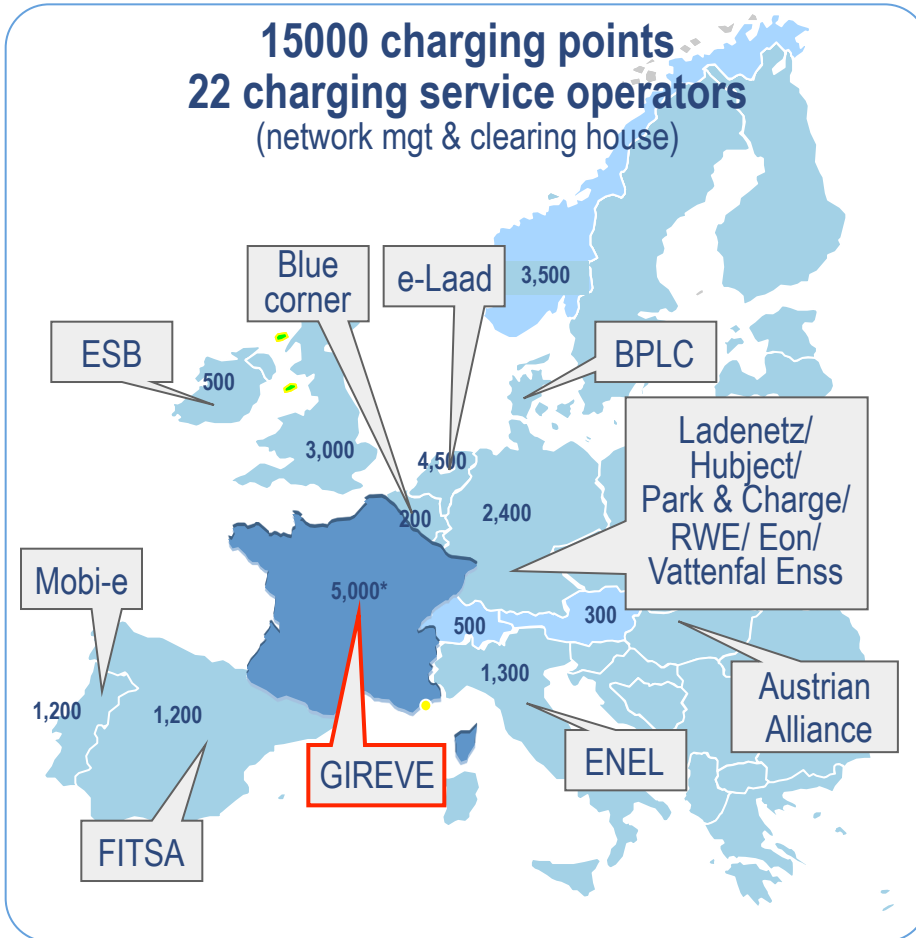 15000 charging points
22 charging service operators
(network mgt & clearing house)
Blue
corner
e-Laad
3,500
ESB
500
BPLC
3,000
4,500
Ladenetz/
Hubject/
Park & Charge/
RWE/ Eon/
Vattenfal Enss
200
2,400
Mobi-e
5,000*
500
300
1,300
1,200
1,200
Austrian
Alliance
GIREVE
ENEL
FITSA